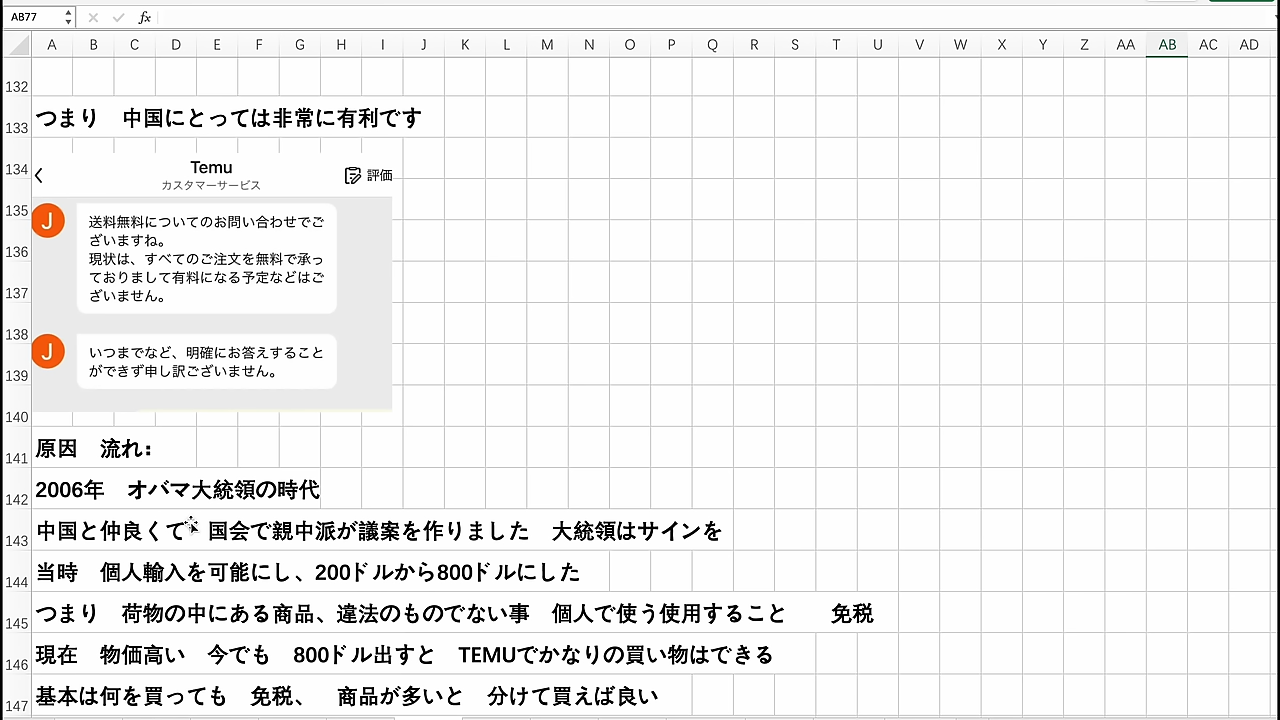 AB77 fx
A B C D E F G H I J K L M N O P Q R S T U V W X Y Z AA AB AC AD
132
133 つまり　中国にとっては非常に有利です
134
Temu
カスタマーサービス
評価
135
J
送料無料についてのお問い合わせでご
ざいますね。
136
現状は、すべてのご注文を無料で承っ
ておりまして有料になる予定などはご
137
ざいません。
138
J
いつまでなど、明確にお答えすること
139
ができず申し訳ございません。
140
141 原因　流れ：
142 2006年　オバマ大統領の時代
143 中国と仲良くて　国会で親中派が議案を作りました　大統領はサインを
144 当時　個人輸入を可能にし、200ドルから800ドルにした
145 つまり　荷物の中にある商品、違法のものでない事　個人で使う使用すること　　免税
146 現在　物価高い　今でも　800ドル出すと　TEMUでかなりの買い物はできる
147 基本は何を買っても　免税、　商品が多いと　分けて買えば良い